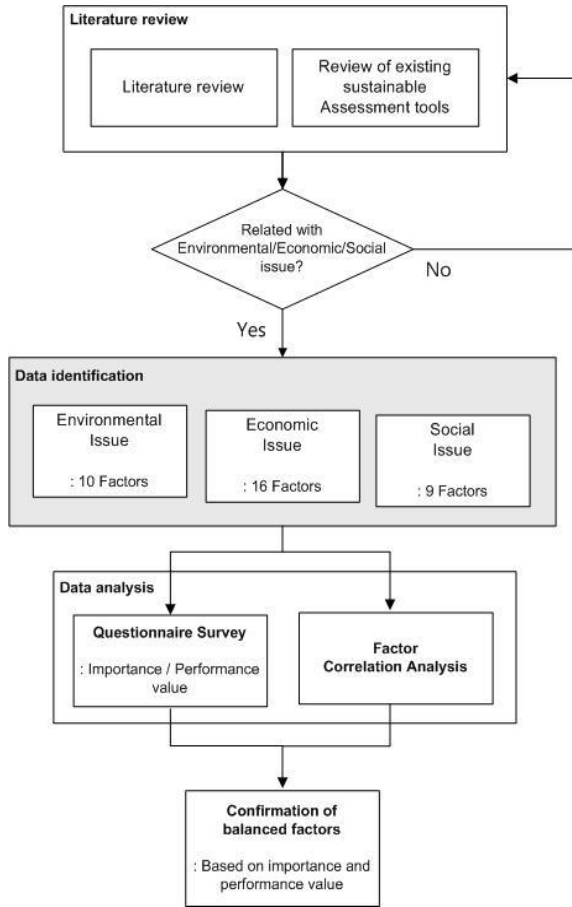 Literature review
Literature review
Review of existing
sustainable
Assessment tools
Related with
Environmental/Economic/Social
issue?
No
Yes
Data identification
Environmental
Issue
: 10 Factors
Economic
Issue
: 16 Factors
Social
Issue
: 9 Factors
Data analysis
Questionnaire Survey
: Importance / Performance
value
Factor
Correlation Analysis
Confirmation of
balanced factors
: Based on importance and
performance value